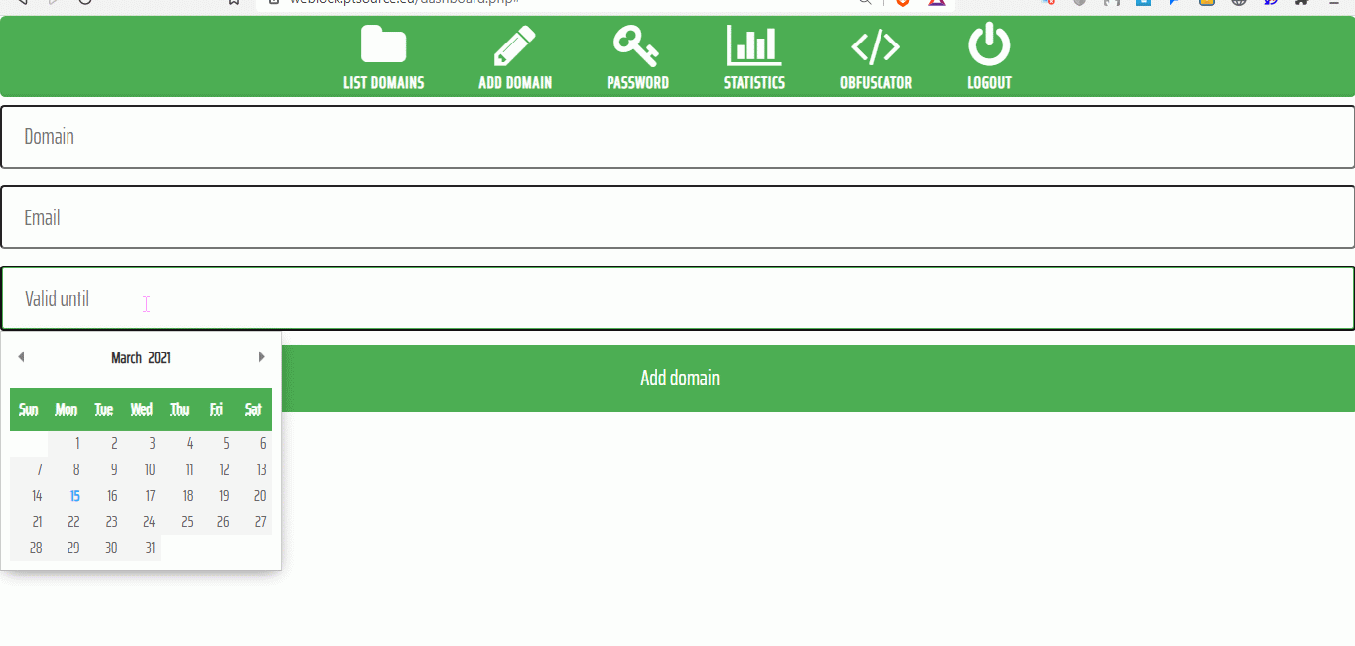 weblock.ptsource.eu/dashboard.php#
LIST DOMAINS ADD DOMAIN PASSWORD STATISTICS OBFUSCATOR LOGOUT
Domain
Email
Valid until
March 2021
Add domain
Sun Mon Tue Wed Thu Fri Sat
1 2 3 4 5 6
7 8 9 10 11 12 13
14 15 16 17 18 19 20
21 22 23 24 25 26 27
28 29 30 31